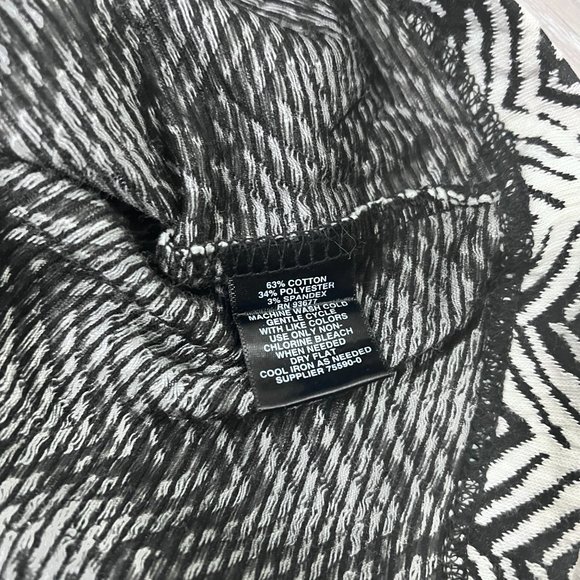 63% COTTON
34% POLYESTER
3% SPANDEX
RN 93677
MACHINE WASH COLD
GENTLE CYCLE
WITH LIKE COLORS
USE ONLY NON-
CHLORINE BLEACH
WHEN NEEDED
DRY FLAT
COOL IRON AS NEEDED
SUPPLIER 75590-0